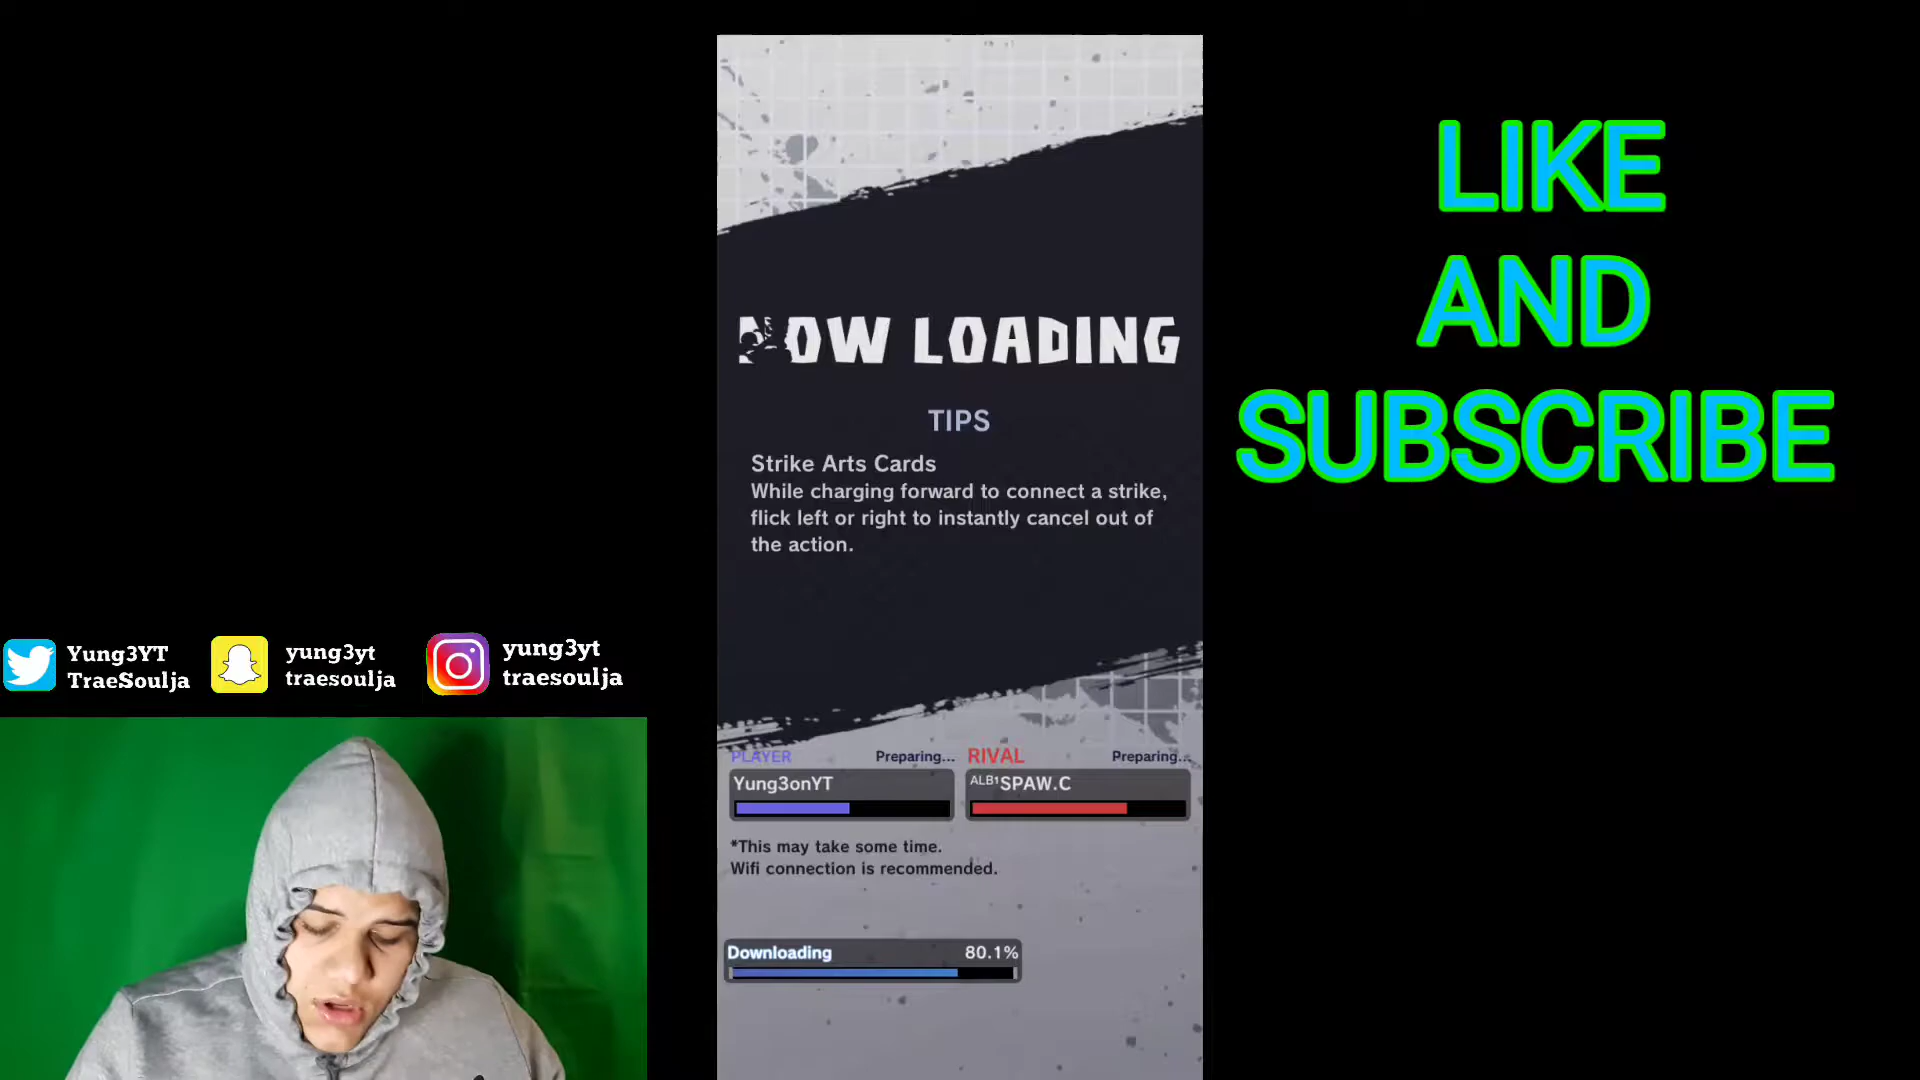 LIKE
AND
SUBSCRIBE
NOW LOADING
TIPS
Strike Arts Cards
While charging forward to connect a strike,
flick left or right to instantly cancel out of
the action.
Yung3YT
TraeSoulja
yung3yt
traesoulja
yung3yt
traesoulja
PLAYER Preparing...
Yung3onYT
RIVAL Preparing...
ALB¹SPAW.C
*This may take some time.
Wifi connection is recommended.
Downloading 80.1%